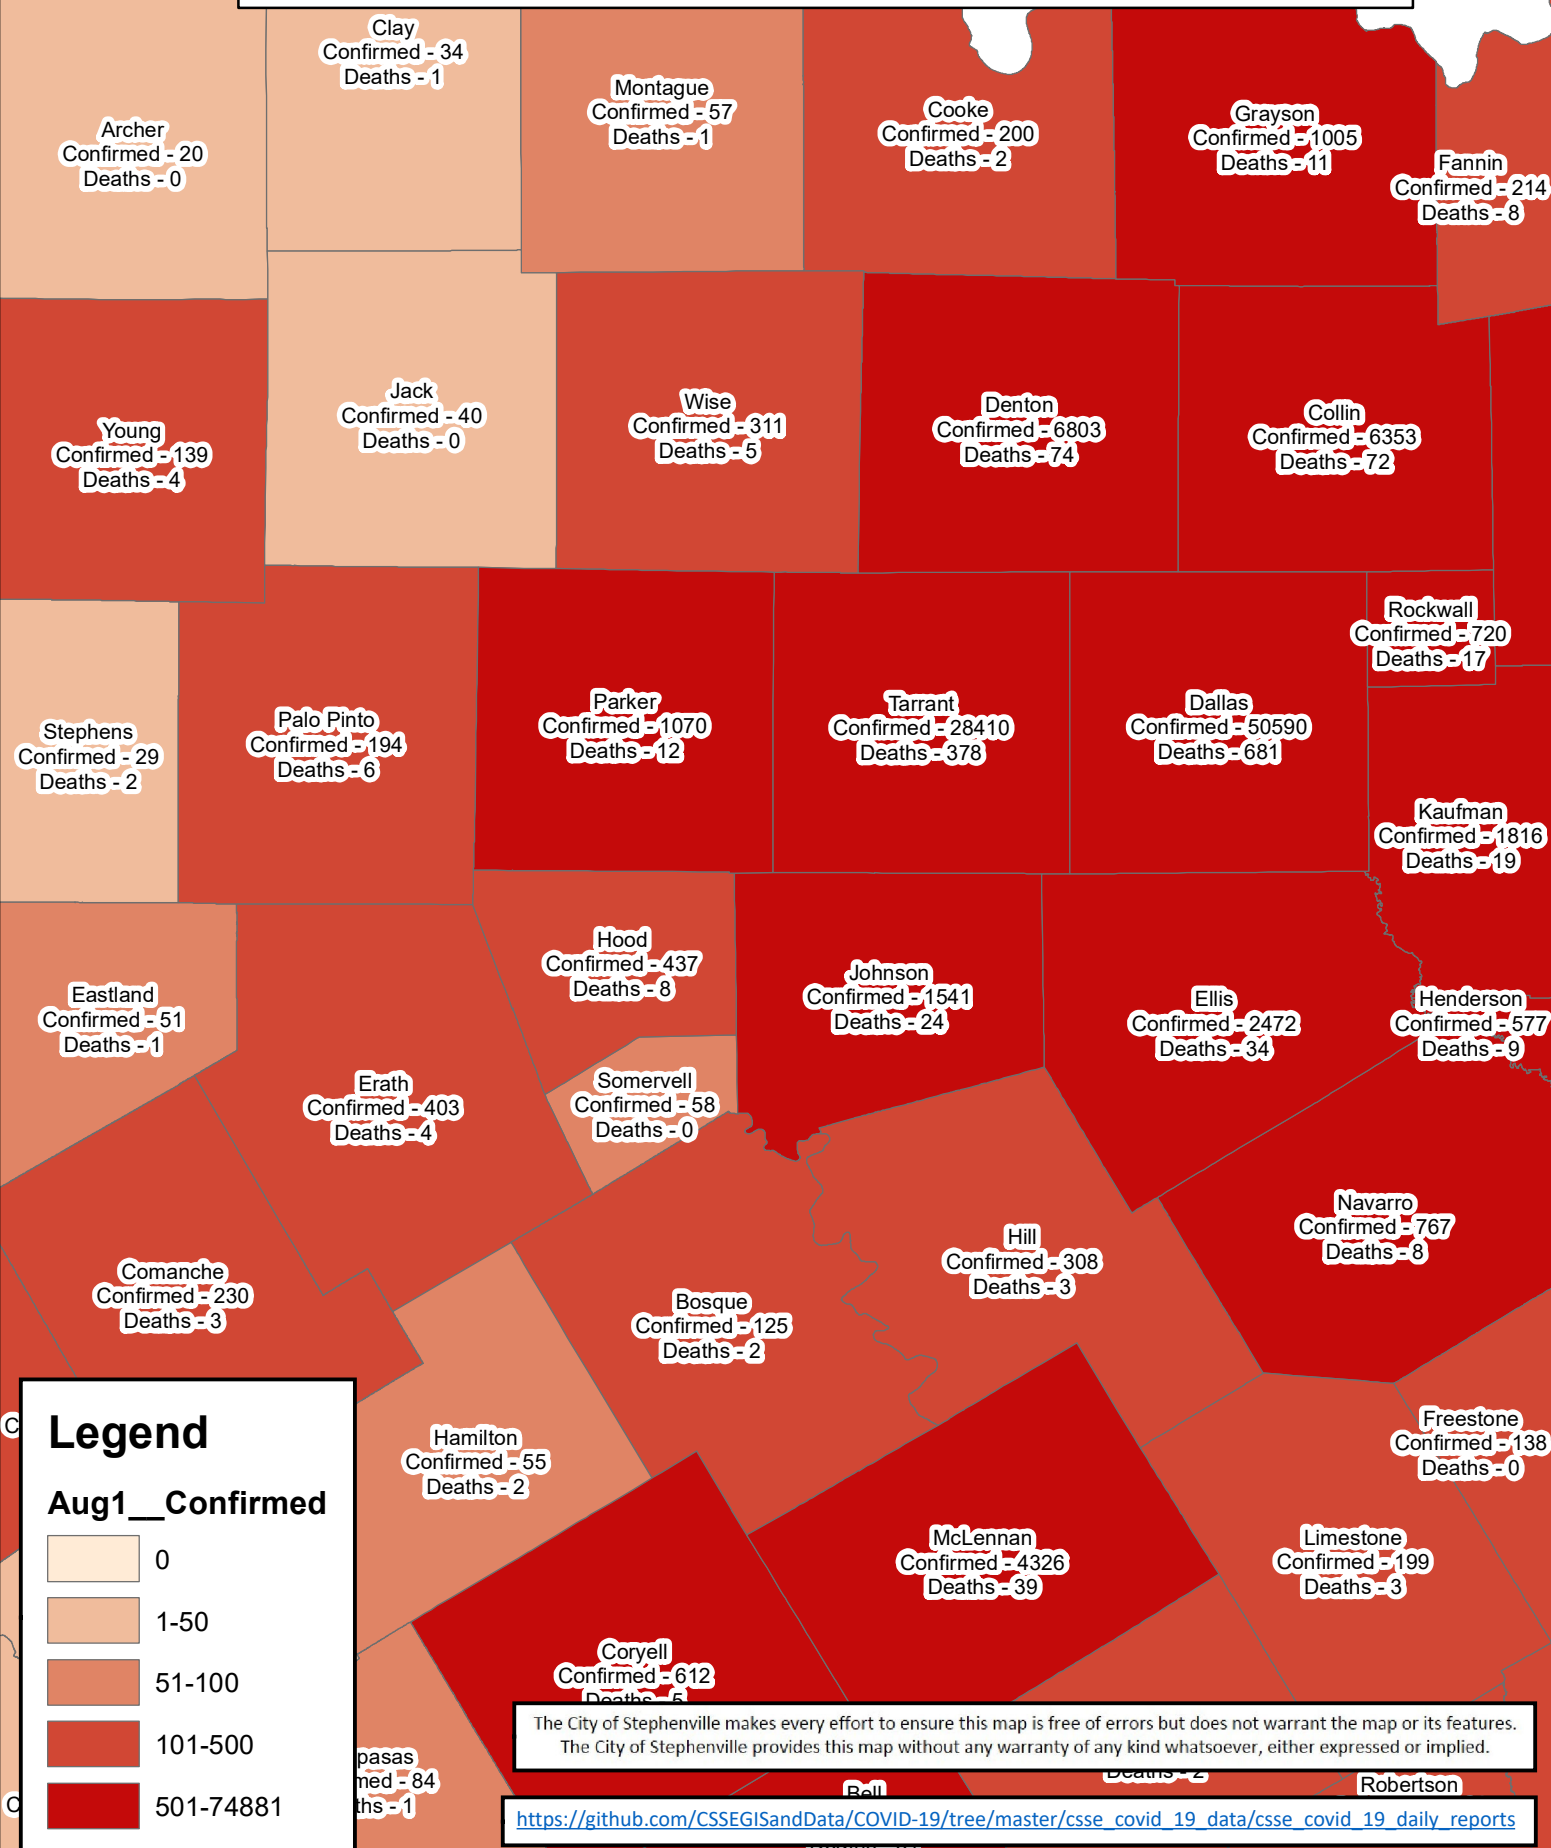 Clay
Confirmed - 34
Deaths - 1
Montague
Confirmed - 57
Deaths - 1
Cooke
Confirmed - 200
Deaths - 2
Grayson
Confirmed - 1005
Deaths - 11
Archer
Confirmed - 20
Deaths - 0
Fannin
Confirmed - 214
Deaths - 8
Young
Confirmed - 139
Deaths - 4
Jack
Confirmed - 40
Deaths - 0
Wise
Confirmed - 311
Deaths - 5
Denton
Confirmed - 6803
Deaths - 74
Collin
Confirmed - 6353
Deaths - 72
Rockwall
Confirmed - 720
Deaths - 17
Stephens
Confirmed - 29
Deaths - 2
Palo Pinto
Confirmed - 194
Deaths - 6
Parker
Confirmed - 1070
Deaths - 12
Tarrant
Confirmed - 28410
Deaths - 378
Dallas
Confirmed - 50590
Deaths - 681
Kaufman
Confirmed - 1816
Deaths - 19
Eastland
Confirmed - 51
Deaths - 1
Hood
Confirmed - 437
Deaths - 8
Johnson
Confirmed - 1541
Deaths - 24
Ellis
Confirmed - 2472
Deaths - 34
Henderson
Confirmed - 577
Deaths - 9
Erath
Confirmed - 403
Deaths - 4
Somervell
Confirmed - 58
Deaths - 0
Comanche
Confirmed - 230
Deaths - 3
Bosque
Confirmed - 125
Deaths - 2
Hill
Confirmed - 308
Deaths - 3
Navarro
Confirmed - 767
Deaths - 8
Hamilton
Confirmed - 55
Deaths - 2
Freestone
Confirmed - 138
Deaths - 0
McLennan
Confirmed - 4326
Deaths - 39
Limestone
Confirmed - 199
Deaths - 3
Coryell
Confirmed - 612
Deaths - 5
pasas
med - 84
ths - 1
Deaths - 2
Bell
Robertson
C
C
Legend
Aug1__Confirmed
0
1-50
51-100
101-500
501-74881
The City of Stephenville makes every effort to ensure this map is free of errors but does not warrant the map or its features.
The City of Stephenville provides this map without any warranty of any kind whatsoever, either expressed or implied.
https://github.com/CSSEGISandData/COVID-19/tree/master/csse_covid_19_data/csse_covid_19_daily_reports